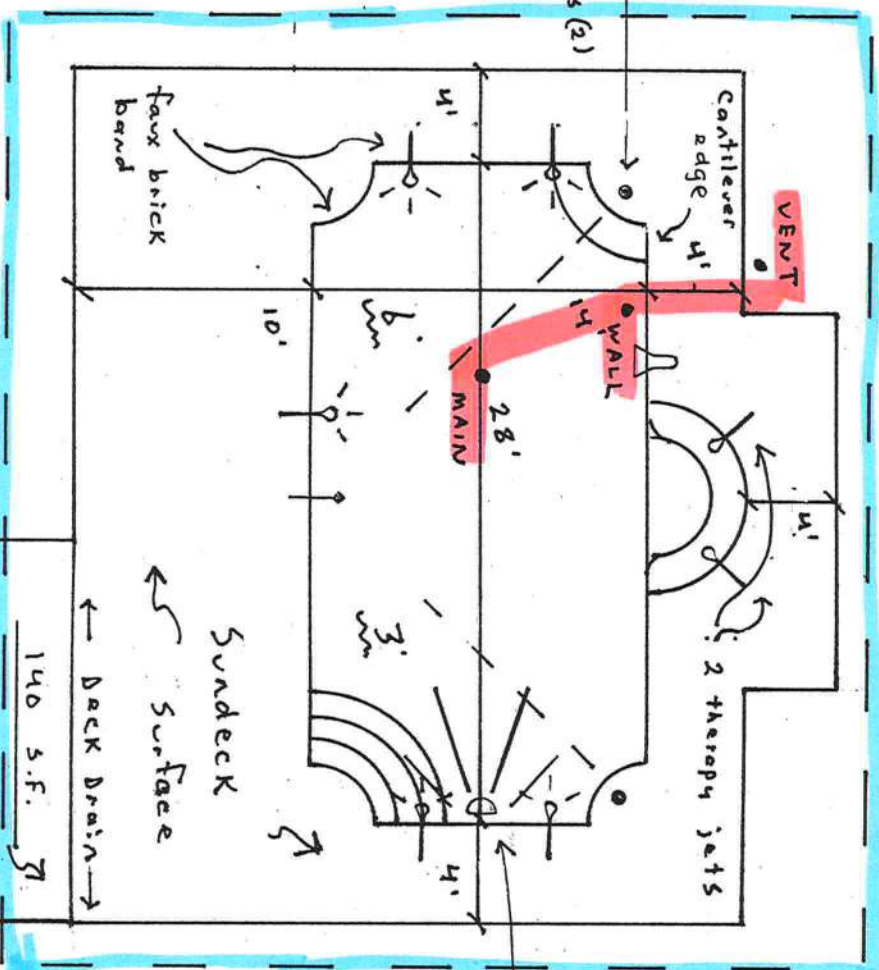 s (2)
Cantilever
edge
VENT
4'
4'
faux brick
band
10'
6'
14'
WALL
MAIN
28'
4'
3'
2 therapy jets
Sundeck
Surface
4'
← Deck Drain →
140 S.F.